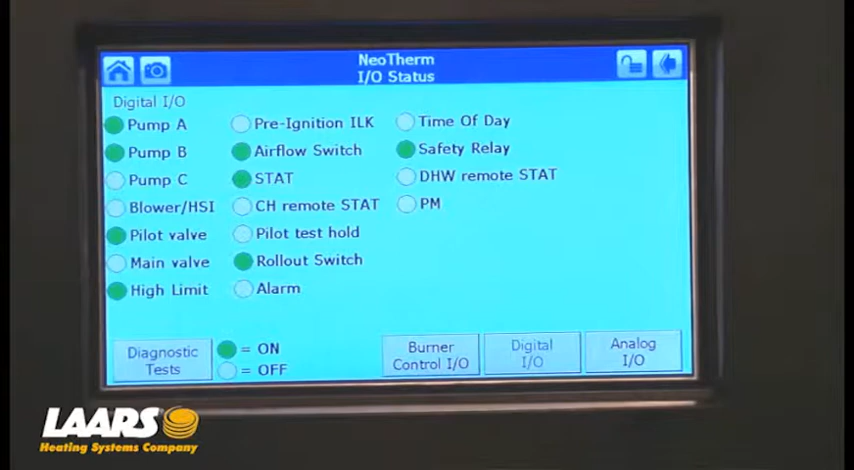 NeoTherm
I/O Status
Digital I/O
Pump A
Pump B
Pump C
Blower/HSI
Pilot valve
Main valve
High Limit
Pre-Ignition ILK
Airflow Switch
STAT
CH remote STAT
Pilot test hold
Rollout Switch
Alarm
Time Of Day
Safety Relay
DHW remote STAT
PM
Diagnostic
Tests
= ON
= OFF
Burner
Control I/O
Digital
I/O
Analog
I/O
LAARS
Heating Systems Company